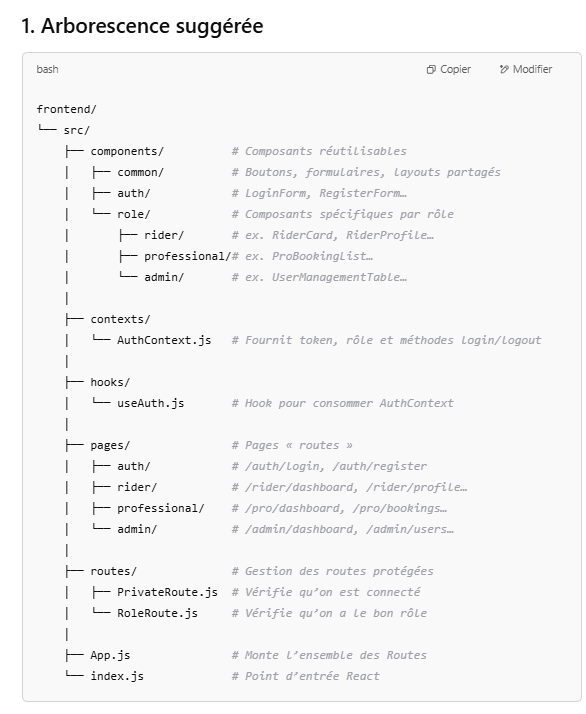 1. Arborescence suggérée
bash Copier Modifier
frontend/
└── src/
    ├── components/          # Composants réutilisables
    │   ├── common/          # Boutons, formulaires, layouts partagés
    │   ├── auth/            # LoginForm, RegisterForm…
    │   └── role/            # Composants spécifiques par rôle
    │       ├── rider/       # ex. RiderCard, RiderProfile…
    │       ├── professional/# ex. ProBookingList…
    │       └── admin/       # ex. UserManagementTable…
    │
    ├── contexts/
    │   └── AuthContext.js   # Fournit token, rôle et méthodes login/logout
    │
    ├── hooks/
    │   └── useAuth.js       # Hook pour consommer AuthContext
    │
    ├── pages/               # Pages « routes »
    │   ├── auth/            # /auth/login, /auth/register
    │   ├── rider/           # /rider/dashboard, /rider/profile…
    │   ├── professional/    # /pro/dashboard, /pro/bookings…
    │   └── admin/           # /admin/dashboard, /admin/users…
    │
    ├── routes/              # Gestion des routes protégées
    │   ├── PrivateRoute.js  # Vérifie qu’on est connecté
    │   └── RoleRoute.js     # Vérifie qu’on a le bon rôle
    │
    ├── App.js               # Monte l’ensemble des Routes
    └── index.js             # Point d’entrée React